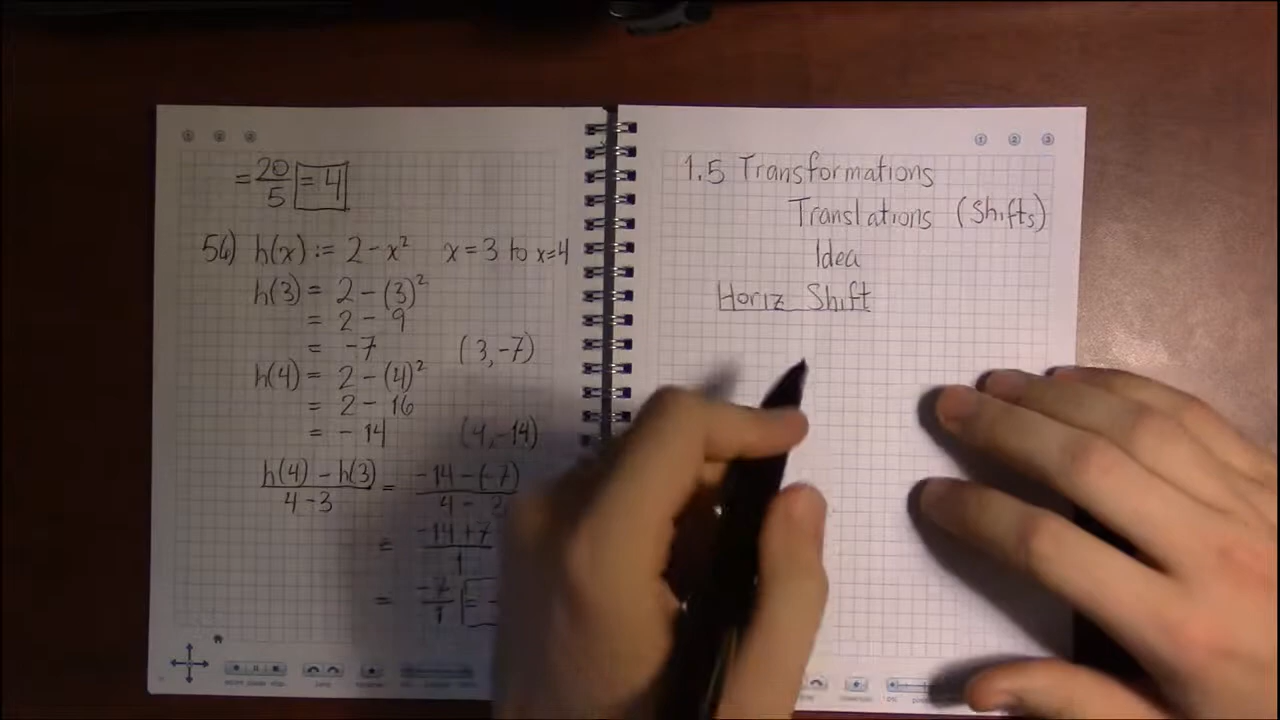 = 20/5 = 4
56) h(x) := 2 - x² x = 3 to x=4
h(3) = 2 - (3)²
= 2 - 9
= -7 (3, -7)
h(4) = 2 - (4)²
= 2 - 16
= -14 (4, -14)
h(4) - h(3) / 4 - 3 = -14 - (-7) / 4 - 3
= -14 + 7 / 1
= -7/1 =
1.5 Transformations
Translations (Shifts)
Idea
Horiz Shift